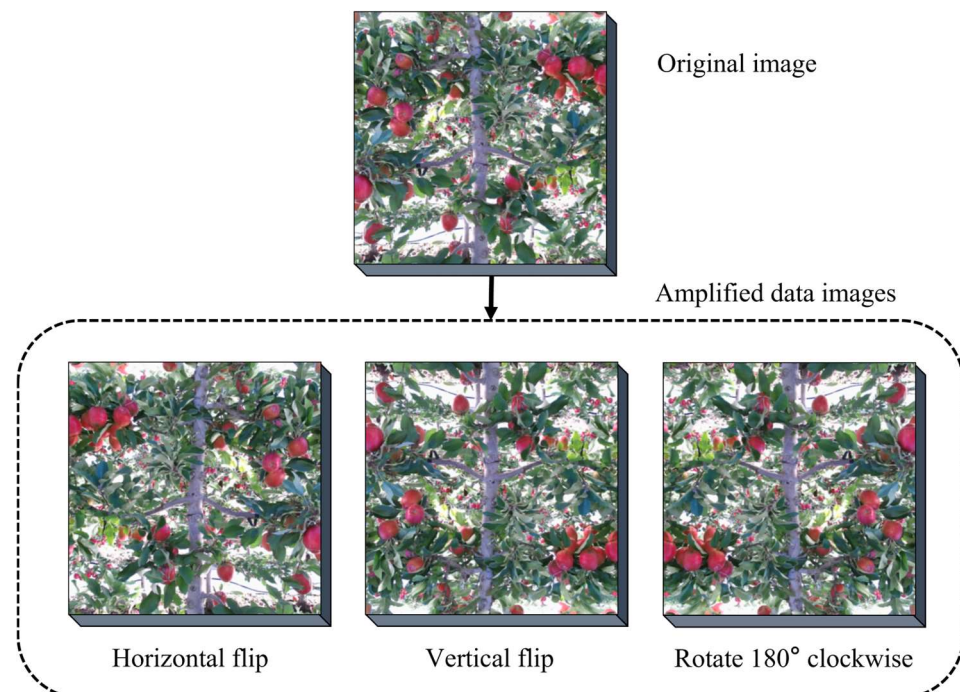 Original image
Amplified data images
Horizontal flip
Vertical flip
Rotate 180° clockwise